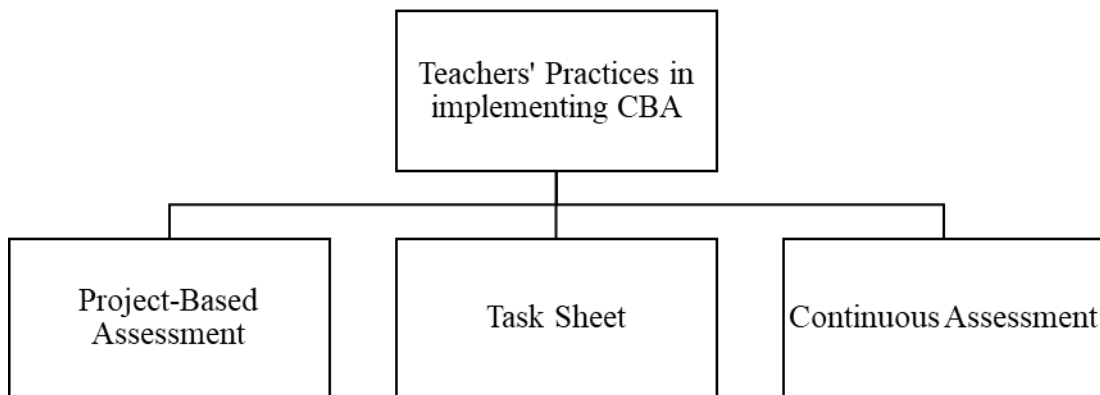 Teachers' Practices in
implementing CBA
Project-Based
Assessment
Task Sheet
Continuous Assessment